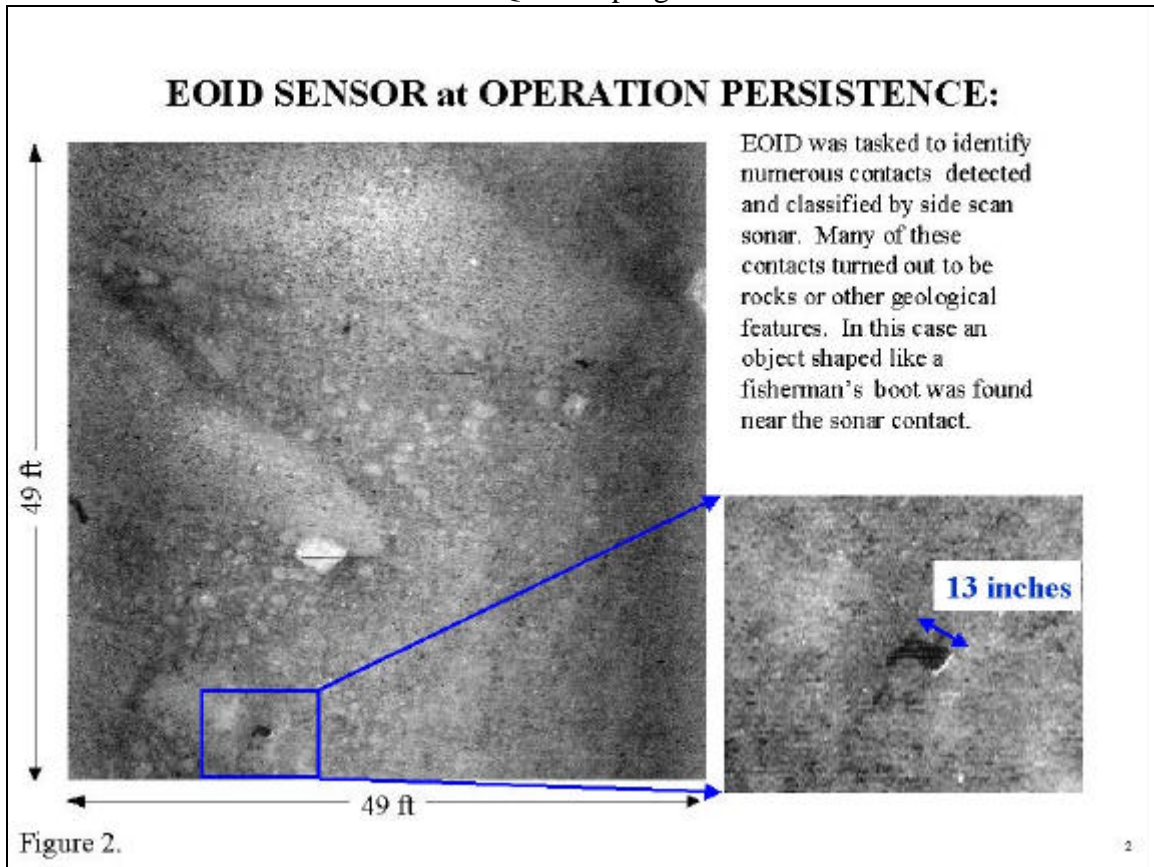 EOID SENSOR at OPERATION PERSISTENCE:
EOID was tasked to identify
numerous contacts detected
and classified by side scan
sonar. Many of these
contacts turned out to be
rocks or other geological
features. In this case an
object shaped like a
fisherman's boot was found
near the sonar contact.
49 ft
13 inches
49 ft
Figure 2.
2